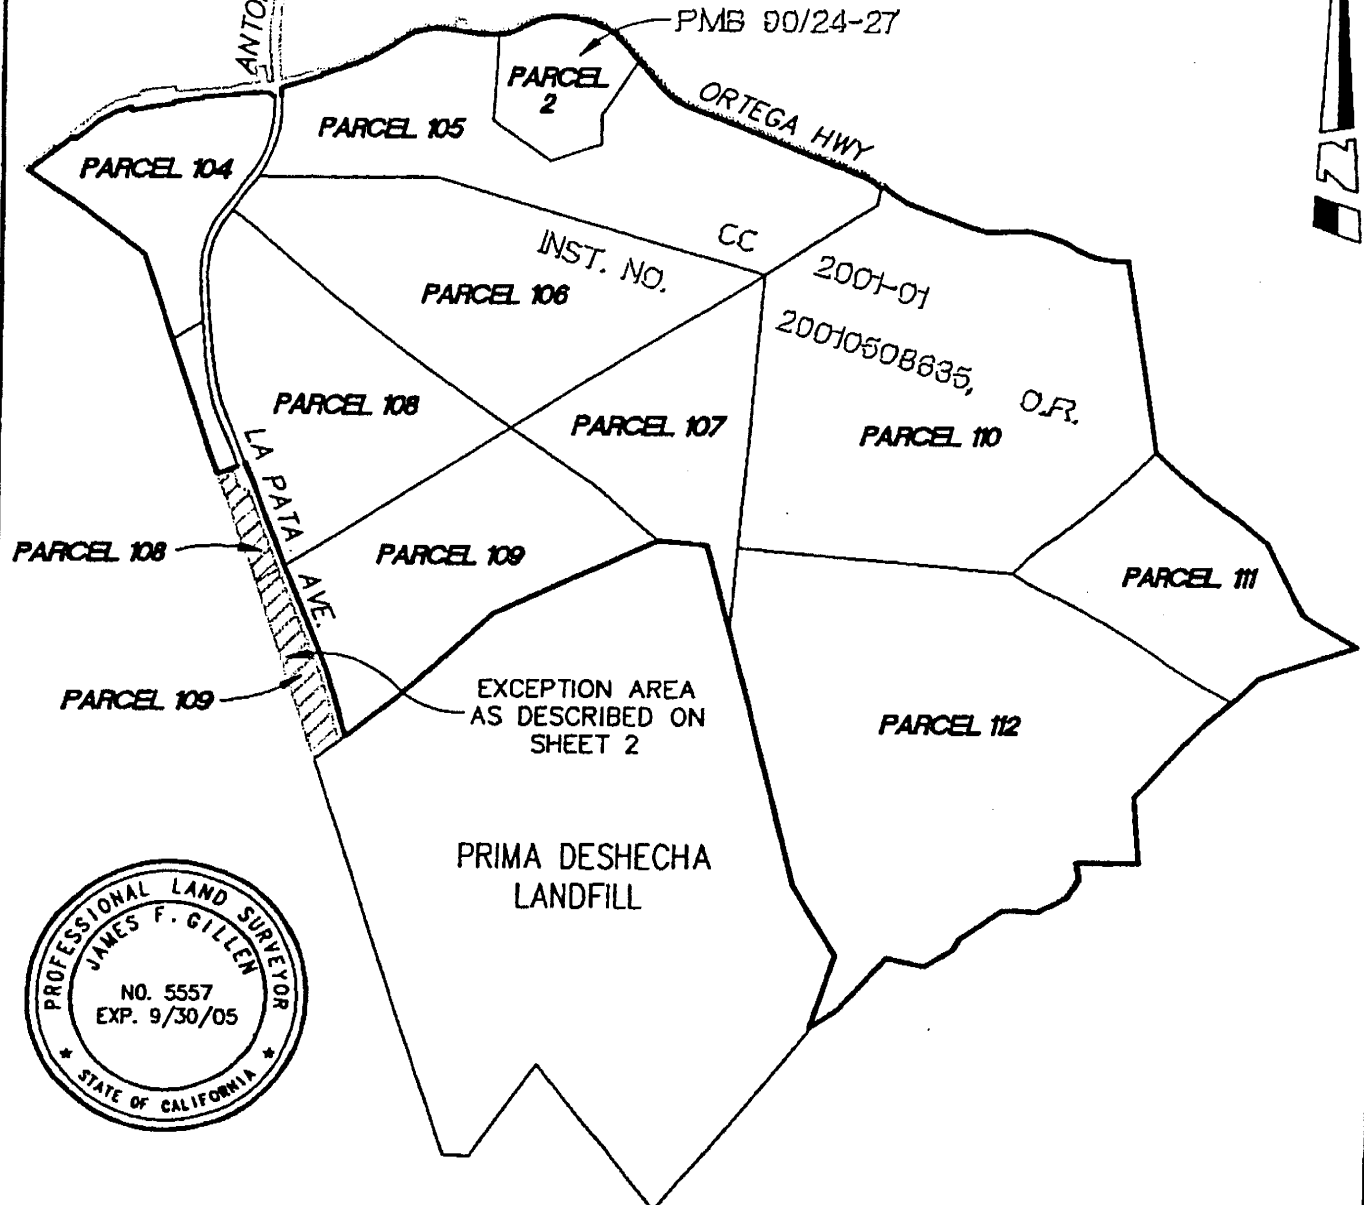 ANTO
PMB 90/24-27
PARCEL
2
ORTEGA HWY
PARCEL 105
PARCEL 104
CC 2001-01
INST. NO. 20010508635, O.R.
PARCEL 106
PARCEL 108
PARCEL 107
PARCEL 110
LA PATA AVE.
PARCEL 108
PARCEL 109
PARCEL 111
PARCEL 109
EXCEPTION AREA
AS DESCRIBED ON
SHEET 2
PARCEL 112
PRIMA DESHECHA
LANDFILL
PROFESSIONAL LAND SURVEYOR
JAMES F. GILLEN
NO. 5557
EXP. 9/30/05
STATE OF CALIFORNIA
N